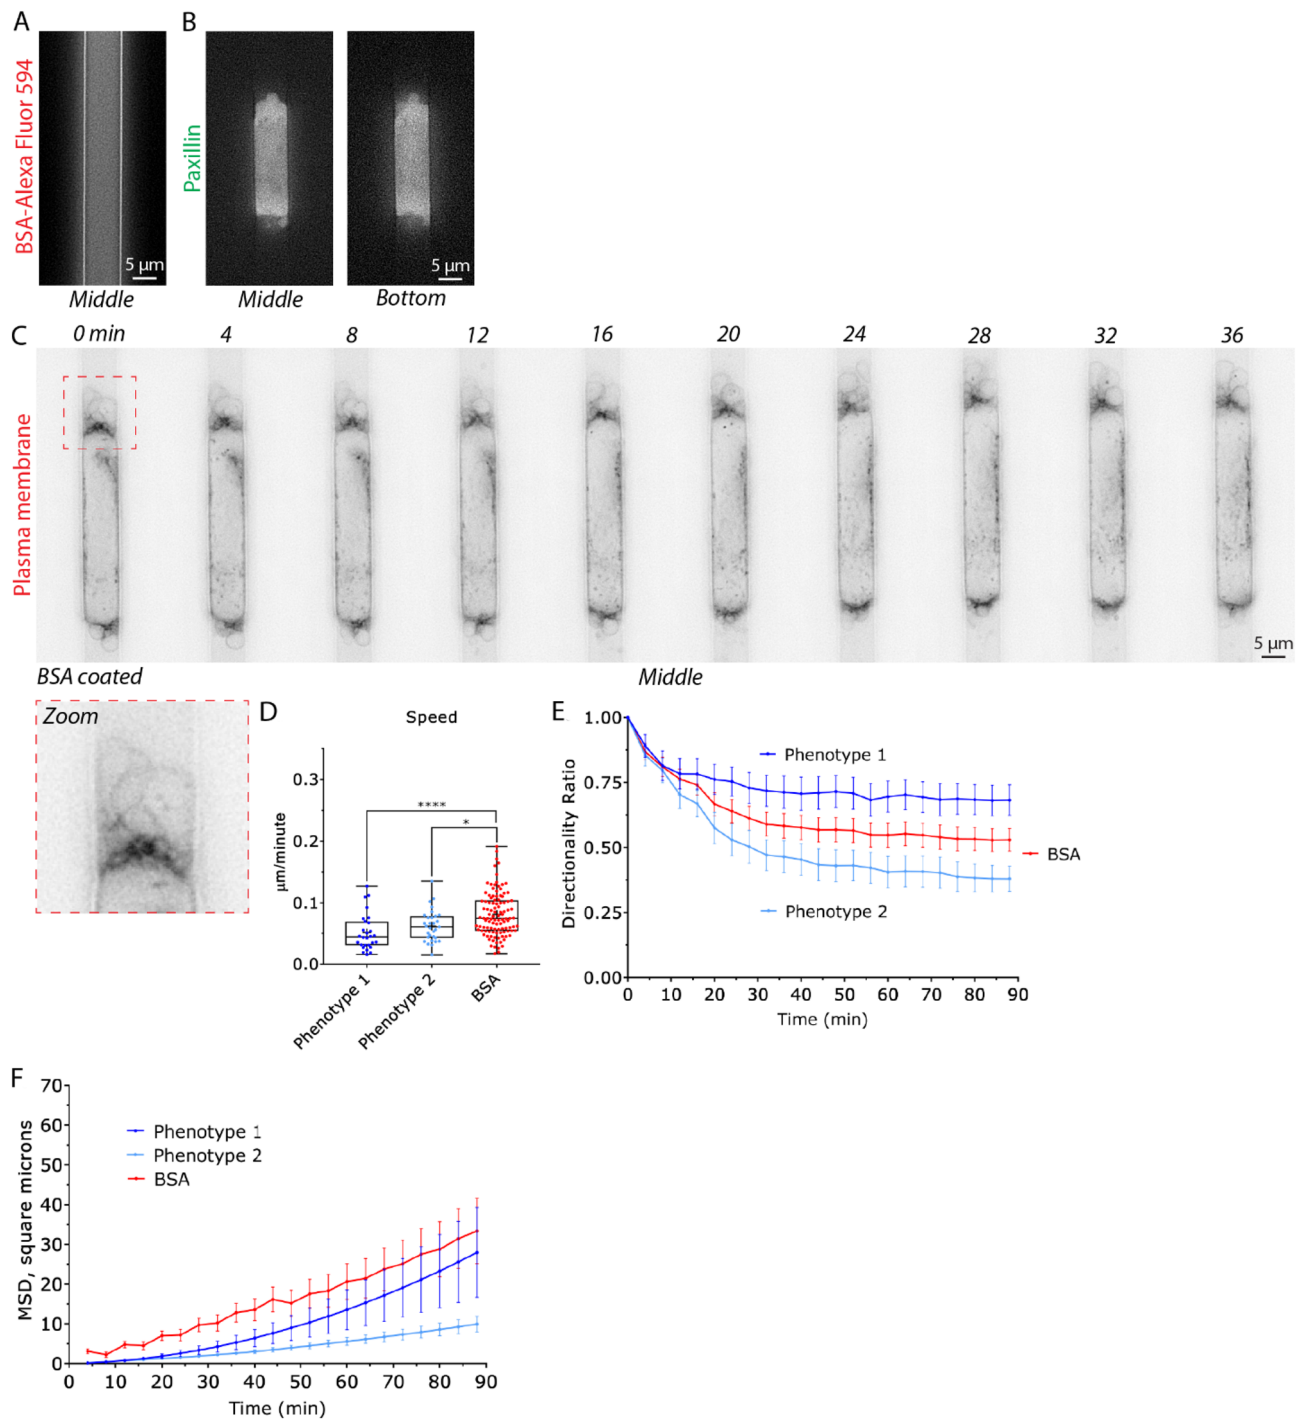 A
B
BSA-Alexa Fluor 594
5 μm
Middle
Paxillin
5 μm
Middle
Bottom
C
0 min 4 8 12 16 20 24 28 32 36
Plasma membrane
5 μm
BSA coated
Middle
Zoom
D
Speed
μm/minute
0.3
0.2
0.1
0.0
****
*
Phenotype 1
Phenotype 2
BSA
E
Directionality Ratio
1.00
0.75
0.50
0.25
0.00
Phenotype 1
BSA
Phenotype 2
0 10 20 30 40 50 60 70 80 90
Time (min)
F
MSD, square microns
70
60
50
40
30
20
10
0
Phenotype 1
Phenotype 2
BSA
0 10 20 30 40 50 60 70 80 90
Time (min)